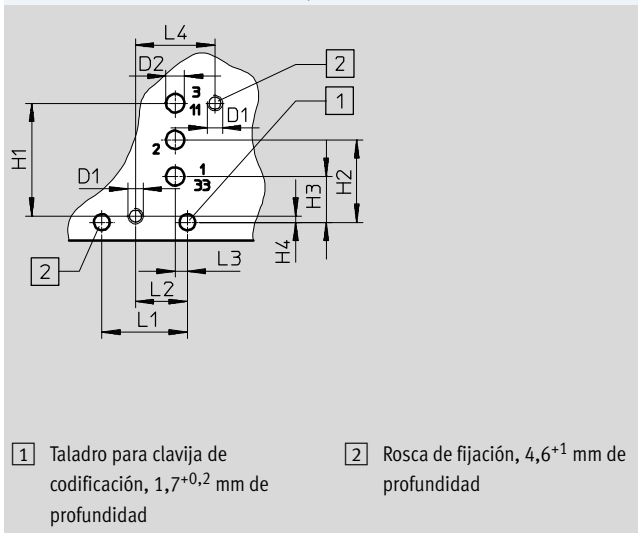 L4
D2
2
3
11
D1
1
2
1
33
H1
D1
H2
H3
H4
2
L3
L2
L1
1 Taladro para clavija de
codificación, 1,7+0,2 mm de
profundidad
2 Rosca de fijación, 4,6+1 mm de
profundidad